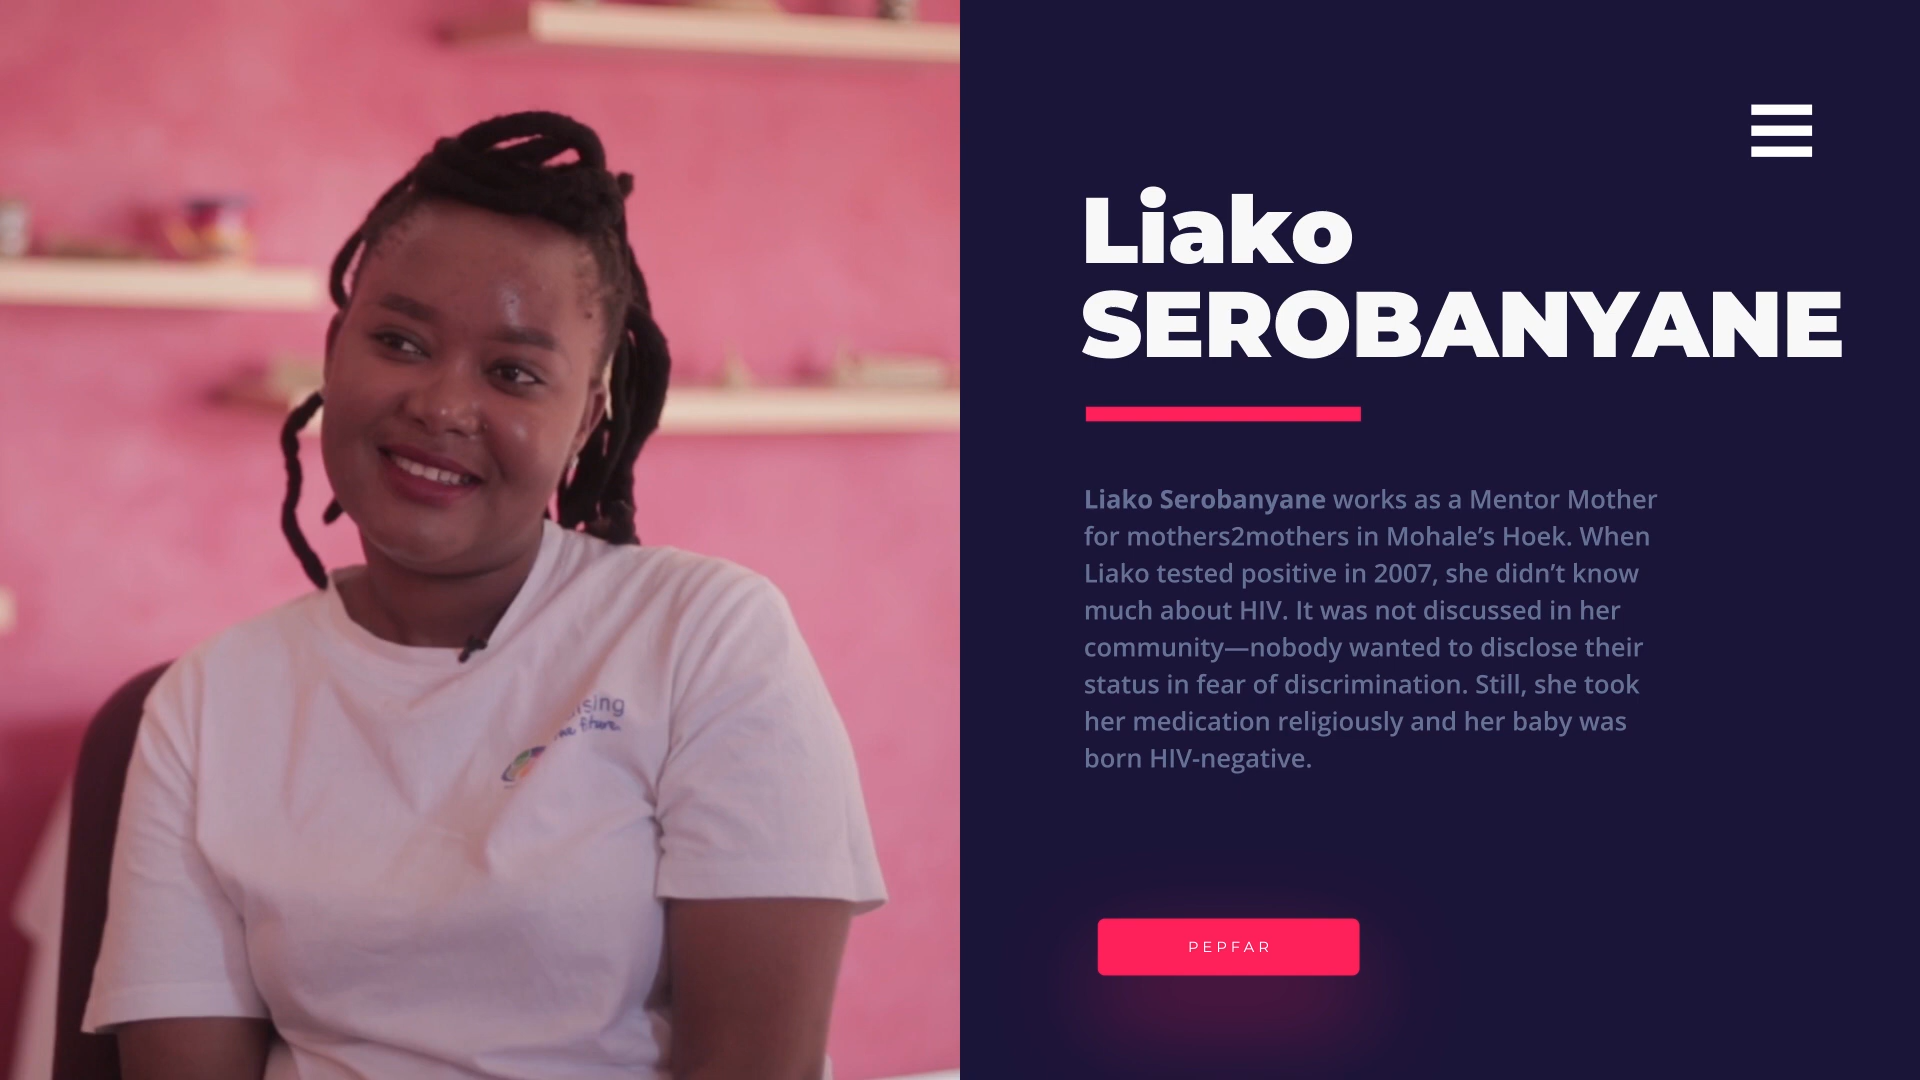 Liako
SEROBANYANE
Liako Serobanyane works as a Mentor Mother
for mothers2mothers in Mohale’s Hoek. When
Liako tested positive in 2007, she didn’t know
much about HIV. It was not discussed in her
community—nobody wanted to disclose their
status in fear of discrimination. Still, she took
her medication religiously and her baby was
born HIV-negative.
PEPFAR